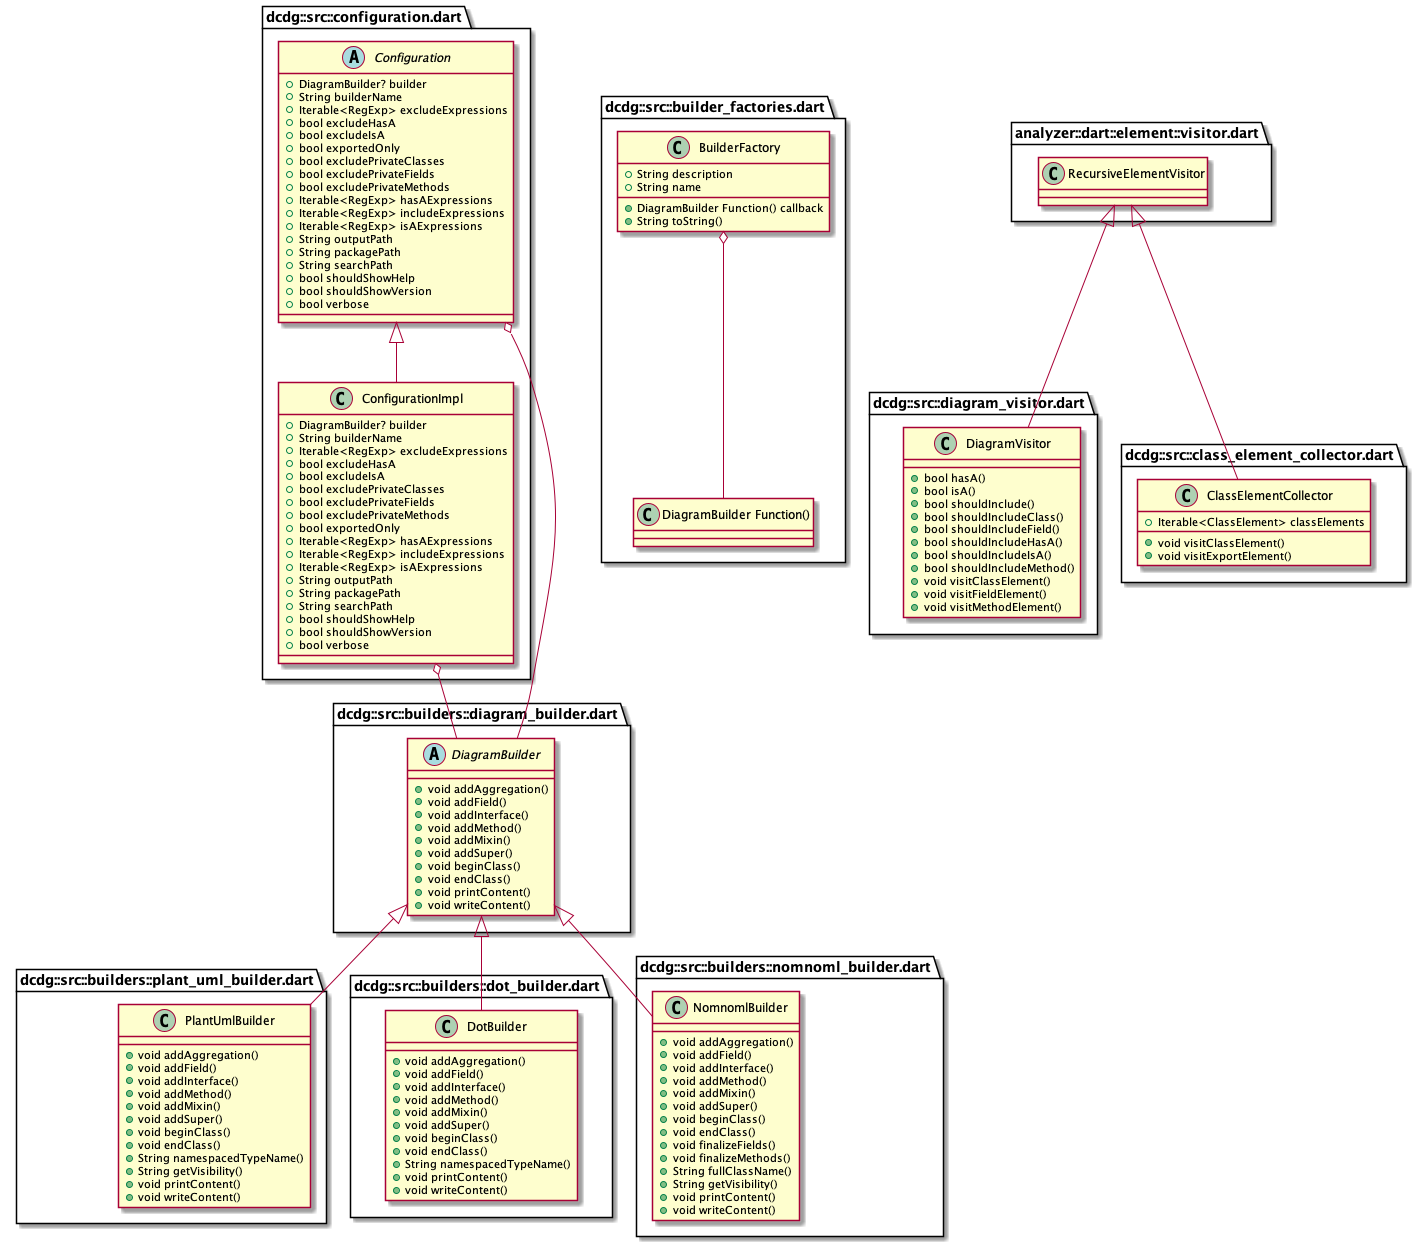 dcdg::src::configuration.dart
A Configuration
DiagramBuilder? builder
String builderName
Iterable<RegExp> excludeExpressions
bool excludeHasA
bool excludeIsA
bool exportedOnly
bool excludePrivateClasses
bool excludePrivateFields
bool excludePrivateMethods
Iterable<RegExp> hasAExpressions
Iterable<RegExp> includeExpressions
Iterable<RegExp> isAExpressions
String outputPath
String packagePath
String searchPath
bool shouldShowHelp
bool shouldShowVersion
bool verbose
C ConfigurationImpl
DiagramBuilder? builder
String builderName
Iterable<RegExp> excludeExpressions
bool excludeHasA
bool excludeIsA
bool excludePrivateClasses
bool excludePrivateFields
bool excludePrivateMethods
bool exportedOnly
Iterable<RegExp> hasAExpressions
Iterable<RegExp> includeExpressions
Iterable<RegExp> isAExpressions
String outputPath
String packagePath
String searchPath
bool shouldShowHelp
bool shouldShowVersion
bool verbose
dcdg::src::builder_factories.dart
C BuilderFactory
String description
String name
DiagramBuilder Function() callback
String toString()
C DiagramBuilder Function()
analyzer::dart::element::visitor.dart
C RecursiveElementVisitor
dcdg::src::diagram_visitor.dart
C DiagramVisitor
bool hasA()
bool isA()
bool shouldInclude()
bool shouldIncludeClass()
bool shouldIncludeField()
bool shouldIncludeHasA()
bool shouldIncludeIsA()
bool shouldIncludeMethod()
void visitClassElement()
void visitFieldElement()
void visitMethodElement()
dcdg::src::class_element_collector.dart
C ClassElementCollector
Iterable<ClassElement> classElements
void visitClassElement()
void visitExportElement()
dcdg::src::builders::diagram_builder.dart
A DiagramBuilder
void addAggregation()
void addField()
void addInterface()
void addMethod()
void addMixin()
void addSuper()
void beginClass()
void endClass()
void printContent()
void writeContent()
dcdg::src::builders::plant_uml_builder.dart
C PlantUmlBuilder
void addAggregation()
void addField()
void addInterface()
void addMethod()
void addMixin()
void addSuper()
void beginClass()
void endClass()
String namespacedTypeName()
String getVisibility()
void printContent()
void writeContent()
dcdg::src::builders::dot_builder.dart
C DotBuilder
void addAggregation()
void addField()
void addInterface()
void addMethod()
void addMixin()
void addSuper()
void beginClass()
void endClass()
String namespacedTypeName()
void printContent()
void writeContent()
dcdg::src::builders::nomnoml_builder.dart
C NomnomlBuilder
void addAggregation()
void addField()
void addInterface()
void addMethod()
void addMixin()
void addSuper()
void beginClass()
void endClass()
void finalizeFields()
void finalizeMethods()
String fullClassName()
String getVisibility()
void printContent()
void writeContent()